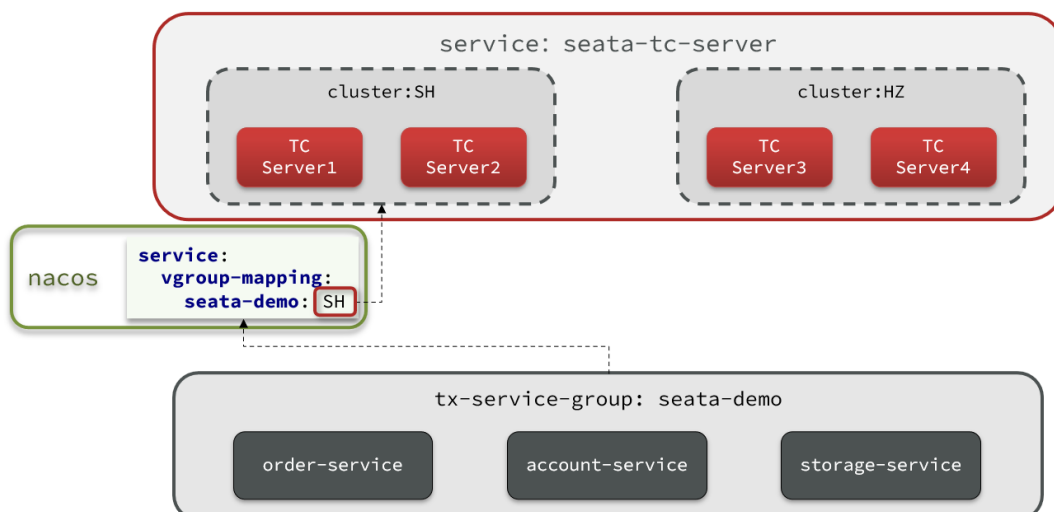 service: seata-tc-server
cluster:SH
cluster:HZ
TC
Server1
TC
Server2
TC
Server3
TC
Server4
nacos
service:
vgroup-mapping:
seata-demo: SH
tx-service-group: seata-demo
order-service
account-service
storage-service